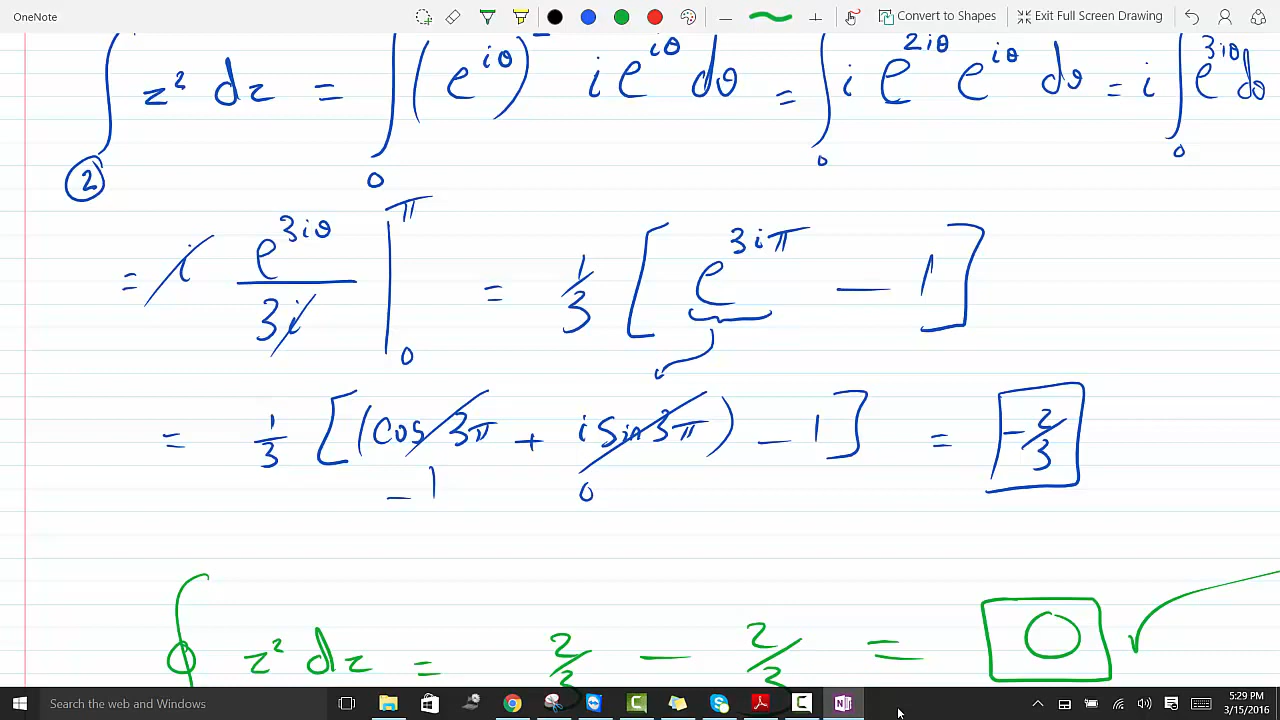 OneNote
Convert to Shapes
Exit Full Screen Drawing
∫ z² dz = ∫ (e^{iθ}) i e^{iθ} dθ = ∫ i e^{2iθ} e^{iθ} dθ = i ∫ e^{3iθ} dθ
② 0 0 0
= i e^{3iθ} / 3i |_0^π = 1/3 [ e^{3iπ} – 1 ]
= 1/3 [ (cos 3π + i sin 3π) – 1 ] = -2/3
–1 0
∮ z² dz = 2/3 – 2/3 = 0
Search the web and Windows
5:29 PM
3/15/2016